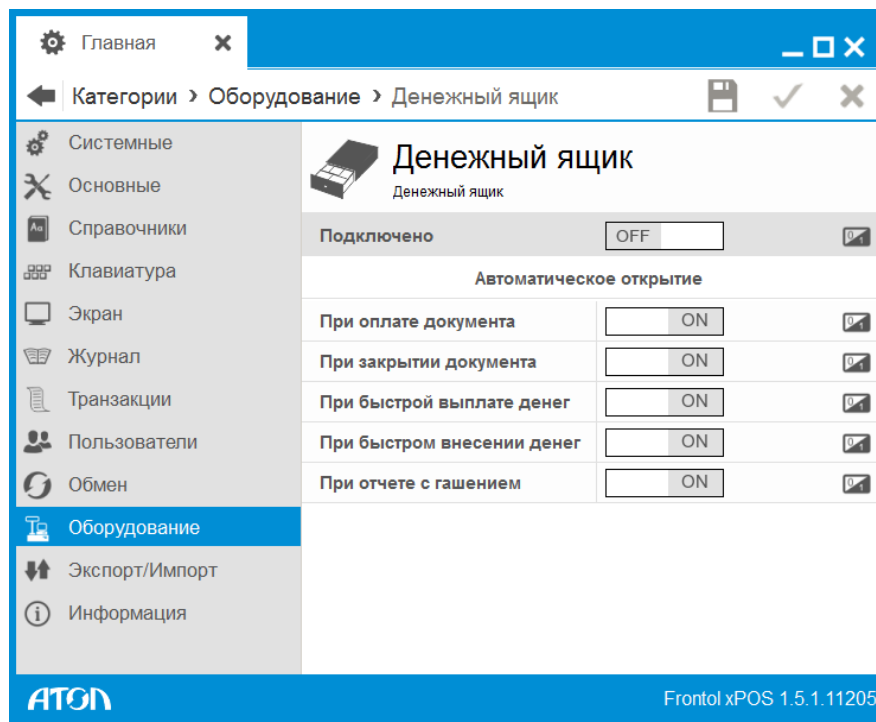 Главная
Категории › Оборудование › Денежный ящик
Системные
Основные
Справочники
Клавиатура
Экран
Журнал
Транзакции
Пользователи
Обмен
Оборудование
Экспорт/Импорт
Информация
Денежный ящик
Денежный ящик
Подключено OFF
Автоматическое открытие
При оплате документа ON
При закрытии документа ON
При быстрой выплате денег ON
При быстром внесении денег ON
При отчете с гашением ON
АТОЛ
Frontol xPOS 1.5.1.11205